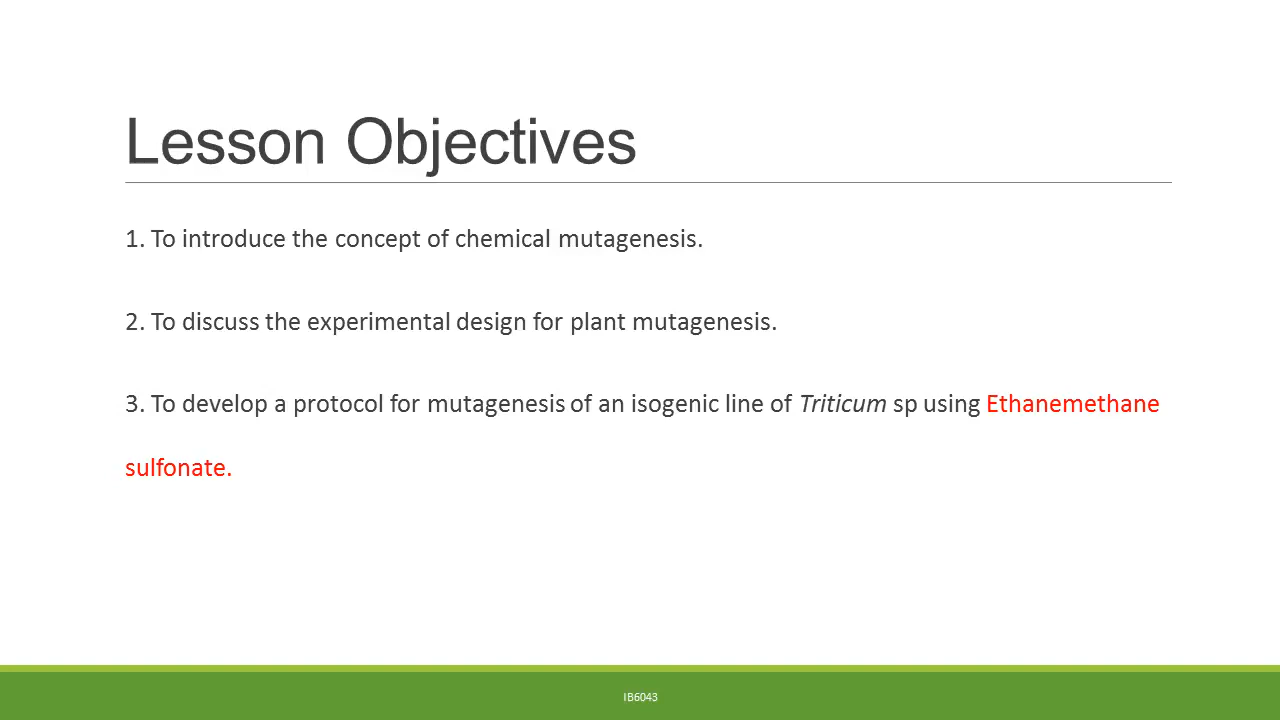 Lesson Objectives
1. To introduce the concept of chemical mutagenesis.
2. To discuss the experimental design for plant mutagenesis.
3. To develop a protocol for mutagenesis of an isogenic line of Triticum sp using Ethanemethane
sulfonate.
IB6043